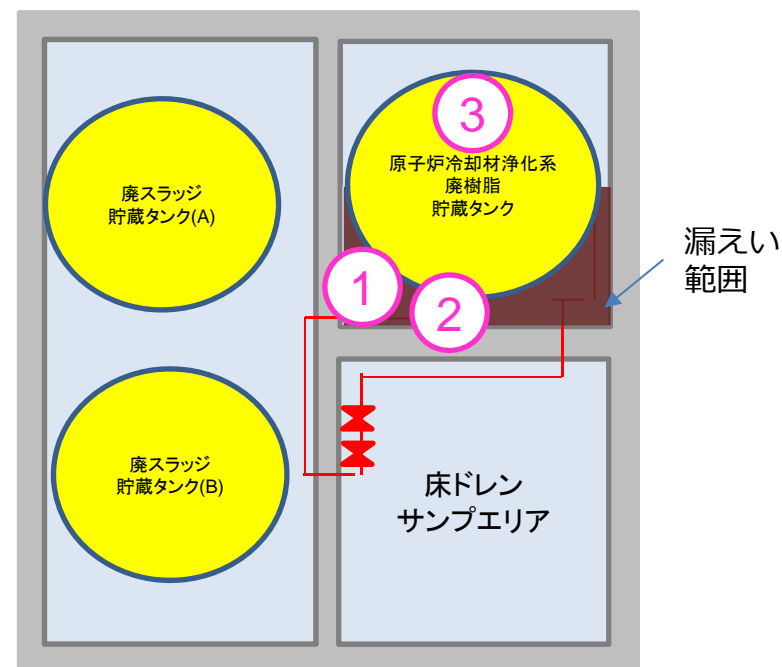 廃スラッジ
貯蔵タンク(A)
3
原子炉冷却材浄化系
廃樹脂
貯蔵タンク
漏えい
範囲
1
2
廃スラッジ
貯蔵タンク(B)
床ドレン
サンプエリア